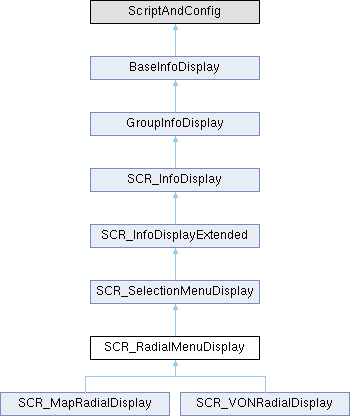 ScriptAndConfig
BaseInfoDisplay
GroupInfoDisplay
SCR_InfoDisplay
SCR_InfoDisplayExtended
SCR_SelectionMenuDisplay
SCR_RadialMenuDisplay
SCR_MapRadialDisplay
SCR_VONRadialDisplay